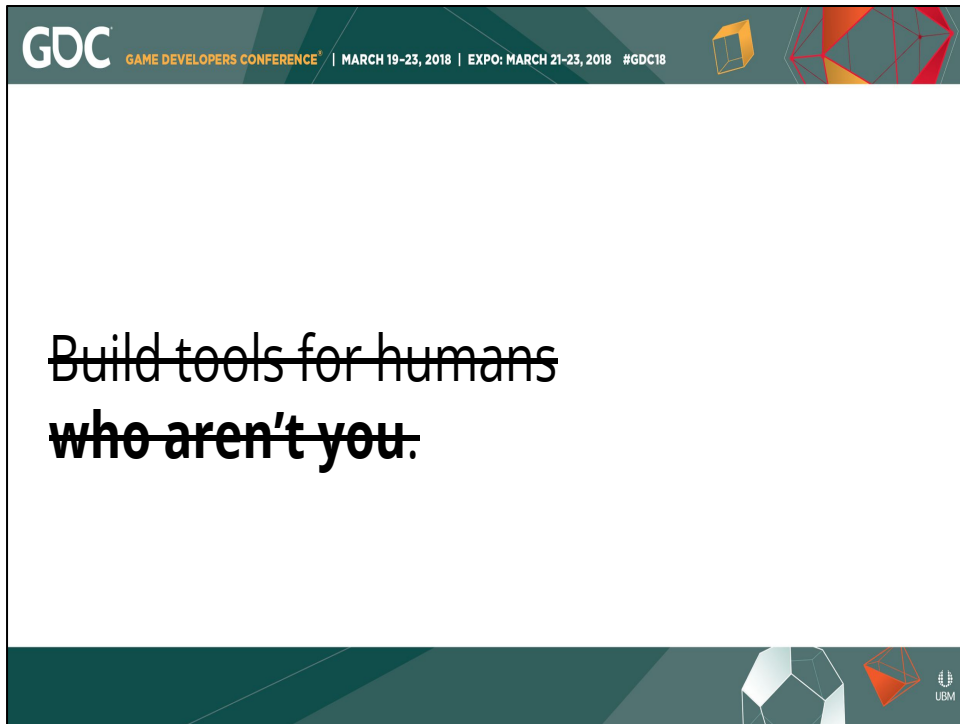 GDC GAME DEVELOPERS CONFERENCE® | MARCH 19-23, 2018 | EXPO: MARCH 21-23, 2018 #GDC18
Build tools for humans
who aren’t you.
UBM